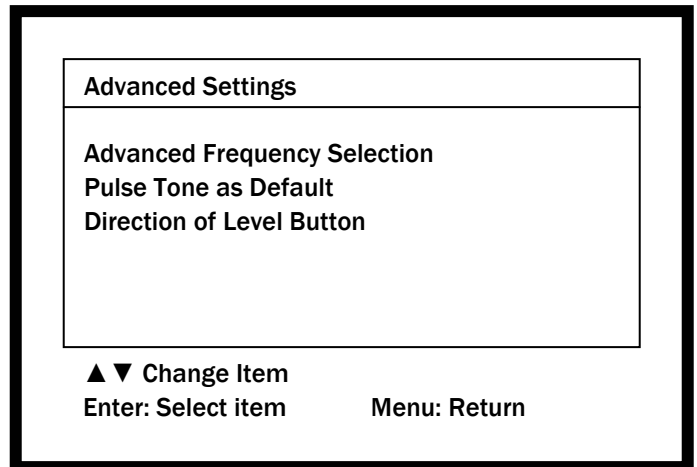 Advanced Settings
Advanced Frequency Selection
Pulse Tone as Default
Direction of Level Button
▲▼ Change Item
Enter: Select item Menu: Return